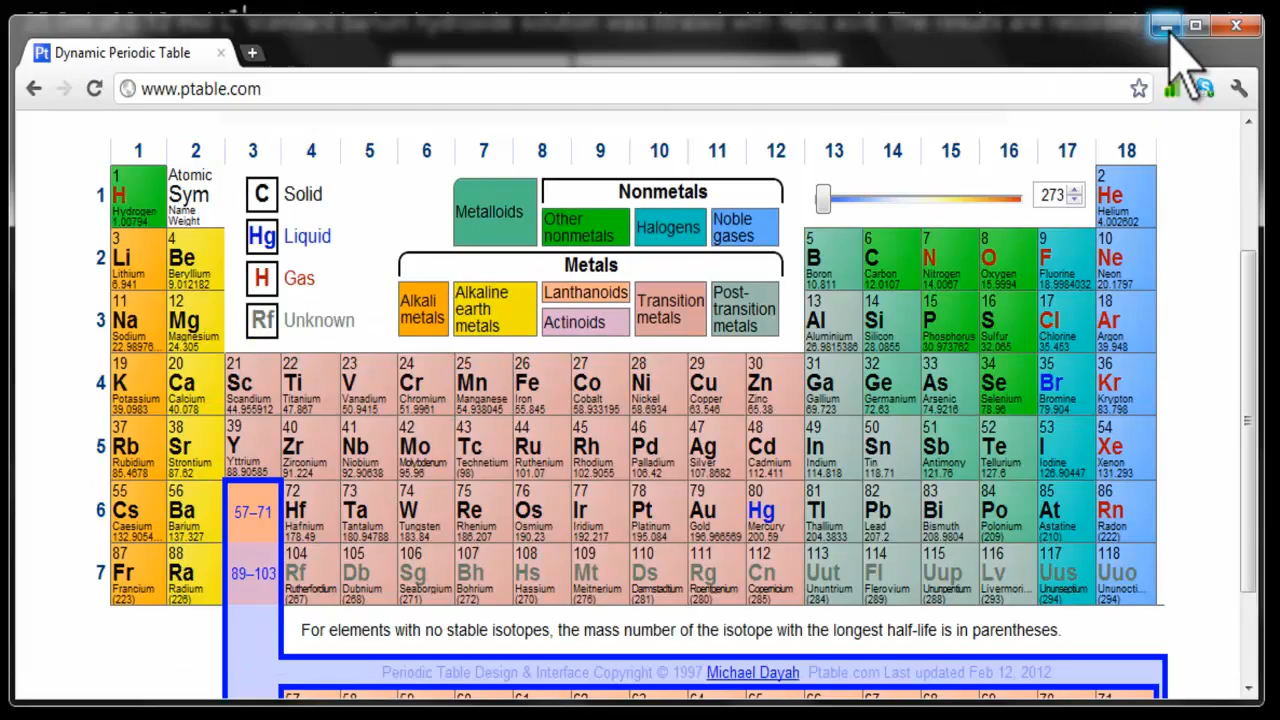 Dynamic Periodic Table
www.ptable.com
1 2 3 4 5 6 7 8 9 10 11 12 13 14 15 16 17 18
1 H Hydrogen 1.00794
Atomic Sym Name Weight
C Solid
Hg Liquid
H Gas
Rf Unknown
Metalloids
Nonmetals
Other nonmetals
Halogens
Noble gases
Metals
Alkali metals
Alkaline earth metals
Lanthanoids
Actinoids
Transition metals
Post-transition metals
273
2 He Helium 4.002602
1
2
3 Li Lithium 6.941
4 Be Beryllium 9.012182
5 B Boron 10.811
6 C Carbon 12.0107
7 N Nitrogen 14.0067
8 O Oxygen 15.9994
9 F Fluorine 18.9984032
10 Ne Neon 20.1797
3
11 Na Sodium 22.98976...
12 Mg Magnesium 24.305
13 Al Aluminium 26.9815386
14 Si Silicon 28.0855
15 P Phosphorus 30.973762
16 S Sulfur 32.065
17 Cl Chlorine 35.453
18 Ar Argon 39.948
4
19 K Potassium 39.0983
20 Ca Calcium 40.078
21 Sc Scandium 44.955912
22 Ti Titanium 47.867
23 V Vanadium 50.9415
24 Cr Chromium 51.9961
25 Mn Manganese 54.938045
26 Fe Iron 55.845
27 Co Cobalt 58.933195
28 Ni Nickel 58.6934
29 Cu Copper 63.546
30 Zn Zinc 65.38
31 Ga Gallium 69.723
32 Ge Germanium 72.63
33 As Arsenic 74.9216
34 Se Selenium 78.96
35 Br Bromine 79.904
36 Kr Krypton 83.798
5
37 Rb Rubidium 85.4678
38 Sr Strontium 87.62
39 Y Yttrium 88.90585
40 Zr Zirconium 91.224
41 Nb Niobium 92.90638
42 Mo Molybdenum 95.96
43 Tc Technetium (98)
44 Ru Ruthenium 101.07
45 Rh Rhodium 102.9055
46 Pd Palladium 106.42
47 Ag Silver 107.8682
48 Cd Cadmium 112.411
49 In Indium 114.818
50 Sn Tin 118.71
51 Sb Antimony 121.76
52 Te Tellurium 127.6
53 I Iodine 126.90447
54 Xe Xenon 131.293
6
55 Cs Caesium 132.9054...
56 Ba Barium 137.327
57–71
72 Hf Hafnium 178.49
73 Ta Tantalum 180.94788
74 W Tungsten 183.84
75 Re Rhenium 186.207
76 Os Osmium 190.23
77 Ir Iridium 192.217
78 Pt Platinum 195.084
79 Au Gold 196.966569
80 Hg Mercury 200.59
81 Tl Thallium 204.3833
82 Pb Lead 207.2
83 Bi Bismuth 208.9804
84 Po Polonium (209)
85 At Astatine (210)
86 Rn Radon (222)
7
87 Fr Francium (223)
88 Ra Radium (226)
89–103
104 Rf Rutherfordium (267)
105 Db Dubnium (268)
106 Sg Seaborgium (271)
107 Bh Bohrium (272)
108 Hs Hassium (270)
109 Mt Meitnerium (276)
110 Ds Darmstadtium (281)
111 Rg Roentgenium (280)
112 Cn Copernicium (285)
113 Uut Ununtrium (284)
114 Fl Flerovium (289)
115 Uup Ununpentium (288)
116 Lv Livermori... (293)
117 Uus Ununseptium (294)
118 Uuo Ununocti... (294)
For elements with no stable isotopes, the mass number of the isotope with the longest half-life is in parentheses.
Periodic Table Design & Interface Copyright © 1997 Michael Dayah Ptable.com Last updated Feb 12, 2012